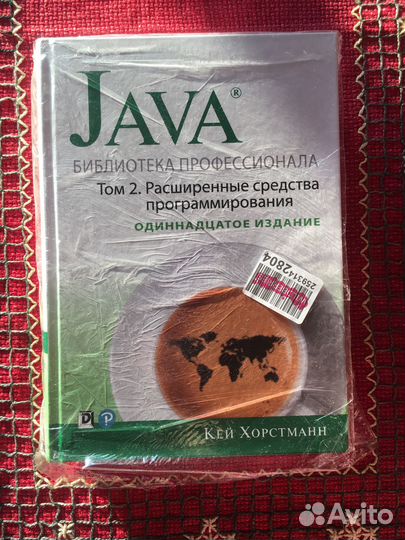 JAVA®
БИБЛИОТЕКА ПРОФЕССИОНАЛА
Том 2. Расширенные средства
программирования
ОДИННАДЦАТОЕ ИЗДАНИЕ
2593142804
D
P
КЕЙ ХОРСТМАНН
Avito